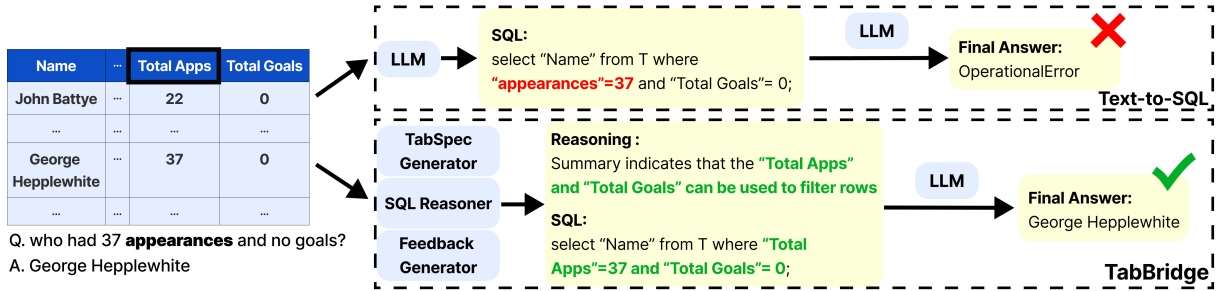 Name ... Total Apps Total Goals
John Battye ... 22 0
... ... ... ...
George Hepplewhite ... 37 0
... ... ... ...
Q. who had 37 appearances and no goals?
A. George Hepplewhite
LLM
SQL:
select “Name” from T where
“appearances”=37 and “Total Goals”= 0;
LLM
Final Answer:
OperationalError
Text-to-SQL
TabSpec
Generator
SQL Reasoner
Feedback
Generator
Reasoning :
Summary indicates that the “Total Apps”
and “Total Goals” can be used to filter rows
SQL:
select “Name” from T where “Total
Apps”=37 and “Total Goals”= 0;
LLM
Final Answer:
George Hepplewhite
TabBridge